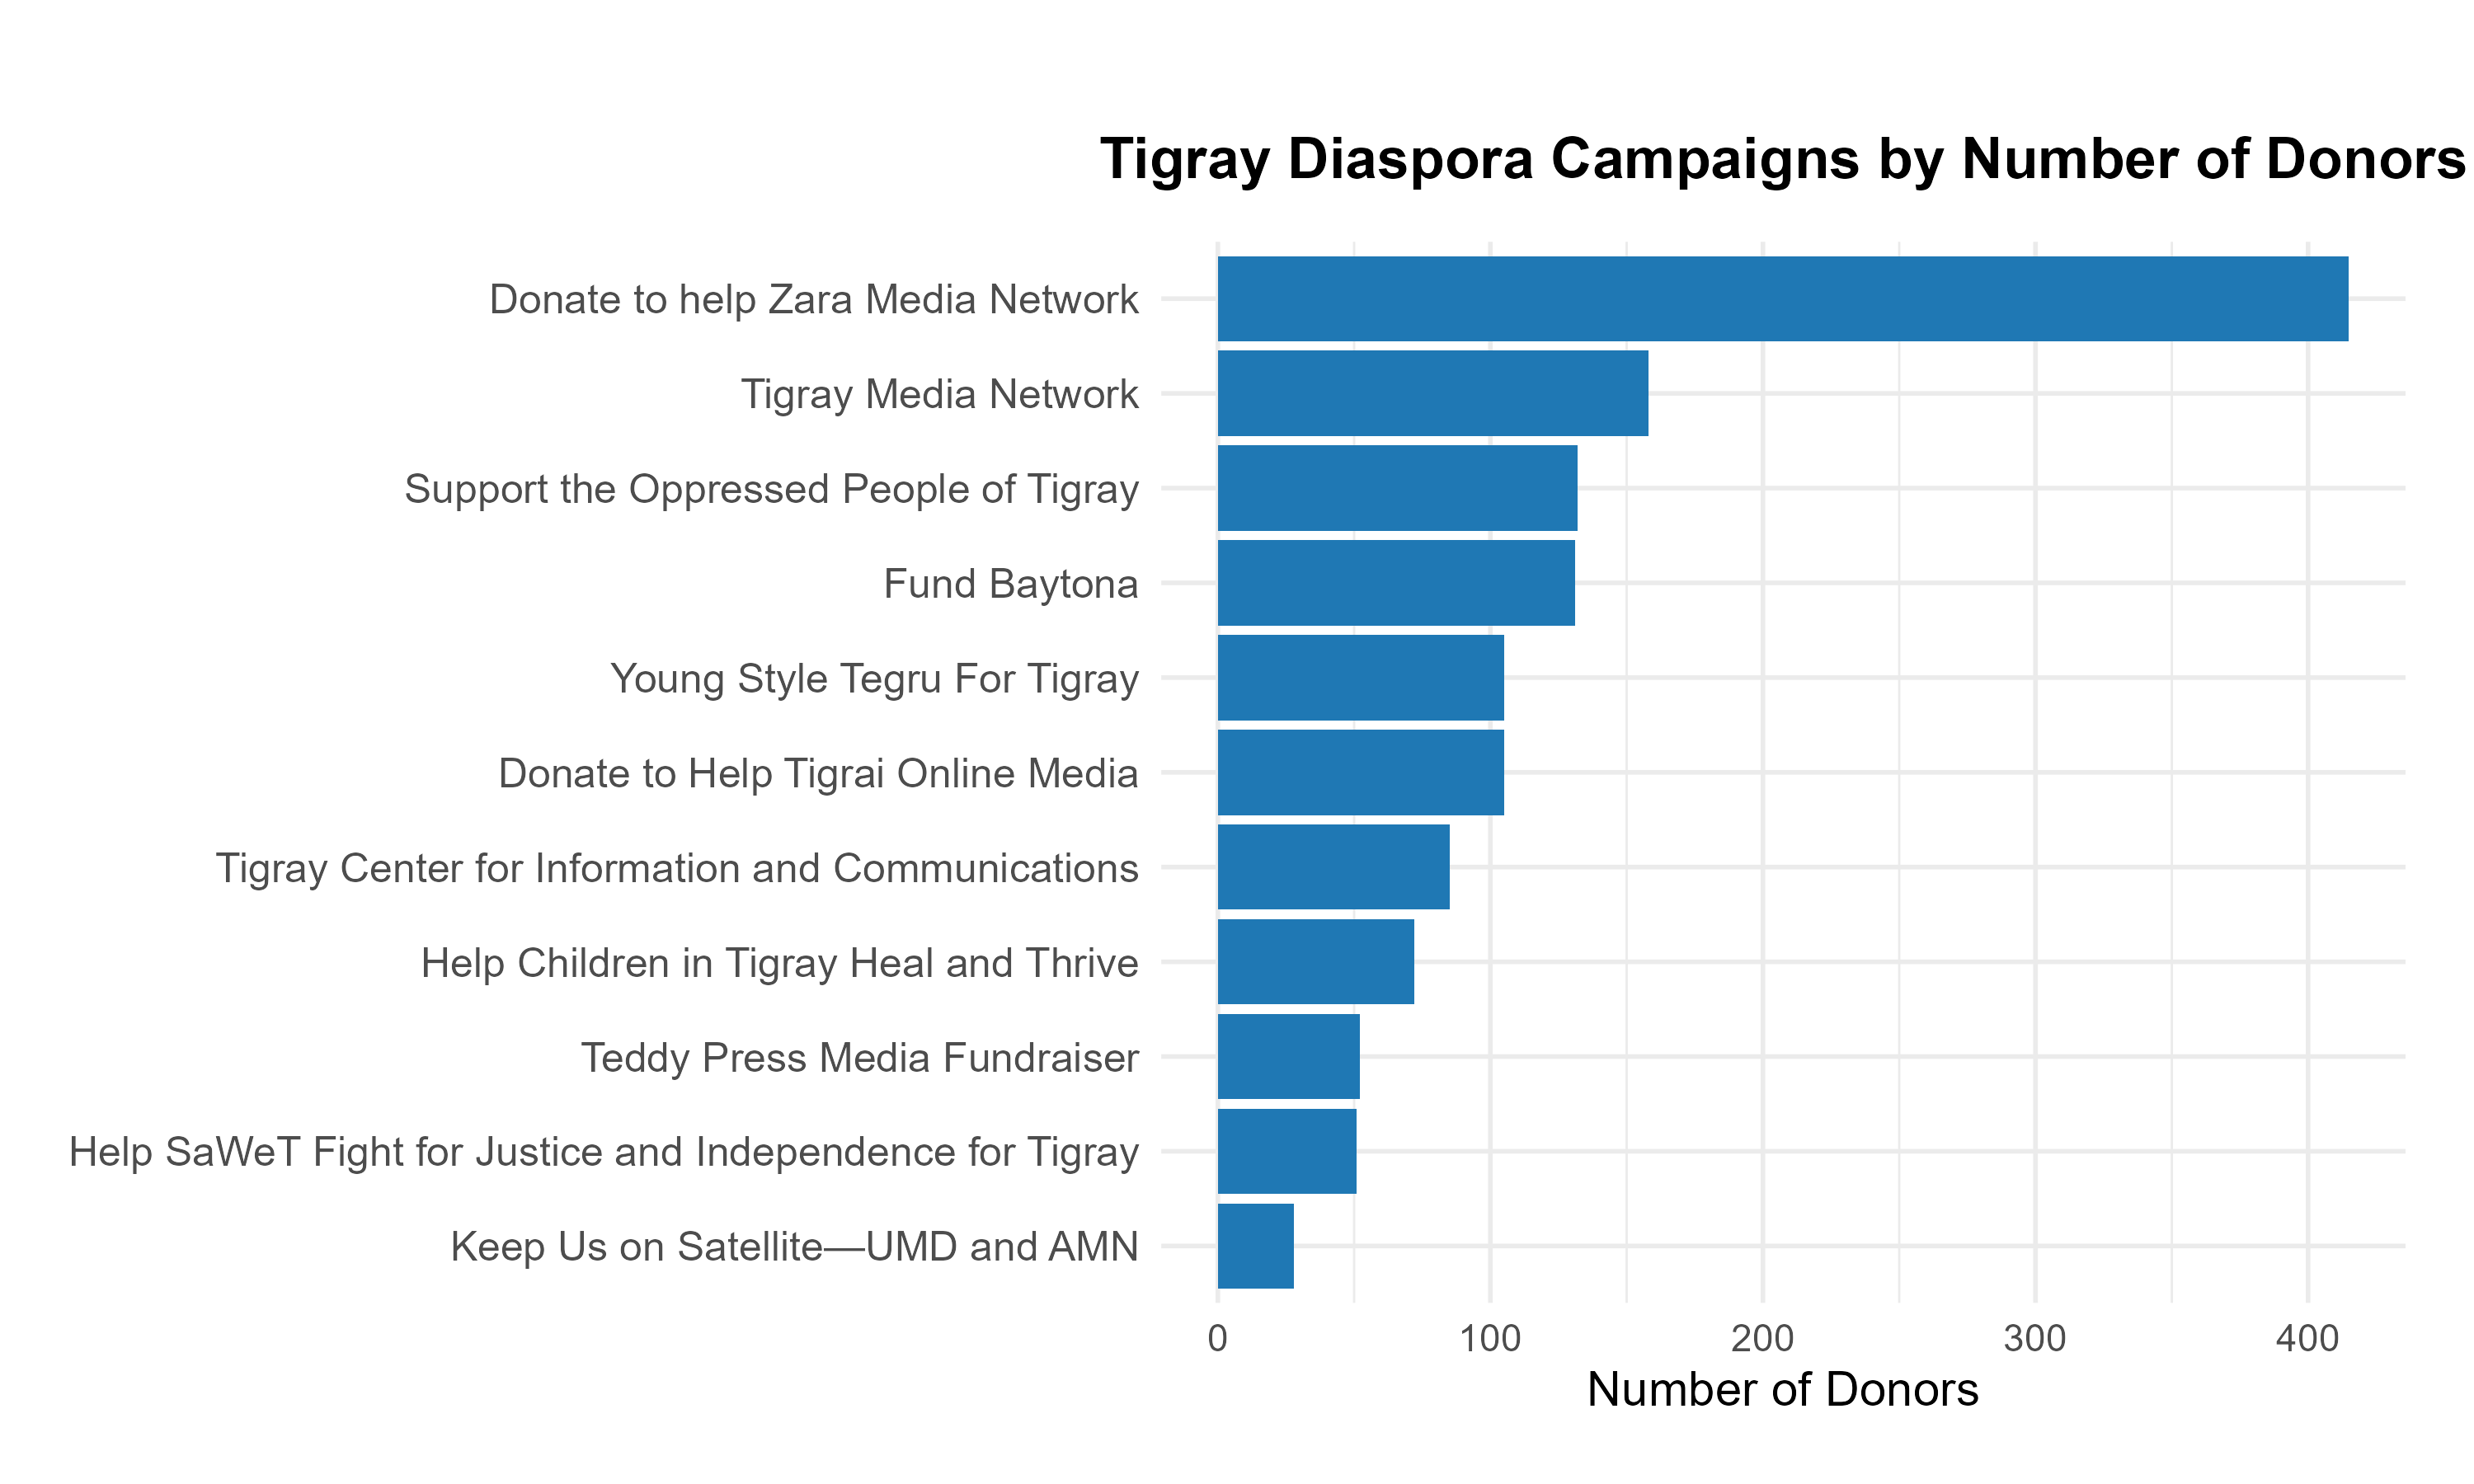 Tigray Diaspora Campaigns by Number of Donors
Donate to help Zara Media Network
Tigray Media Network
Support the Oppressed People of Tigray
Fund Baytona
Young Style Tegru For Tigray
Donate to Help Tigrai Online Media
Tigray Center for Information and Communications
Help Children in Tigray Heal and Thrive
Teddy Press Media Fundraiser
Help SaWeT Fight for Justice and Independence for Tigray
Keep Us on Satellite—UMD and AMN
0 100 200 300 400
Number of Donors